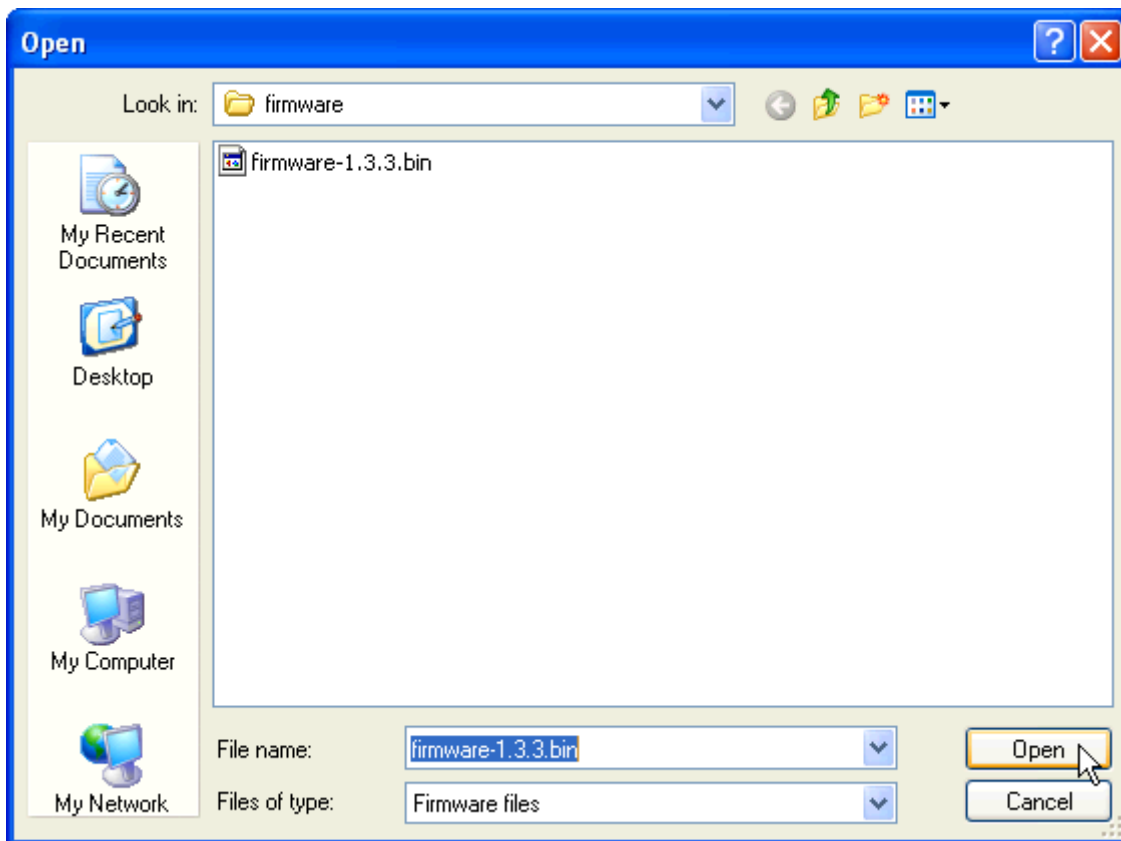 Open
Look in: firmware
firmware-1.3.3.bin
My Recent
Documents
Desktop
My Documents
My Computer
My Network
File name: firmware-1.3.3.bin Open
Files of type: Firmware files Cancel